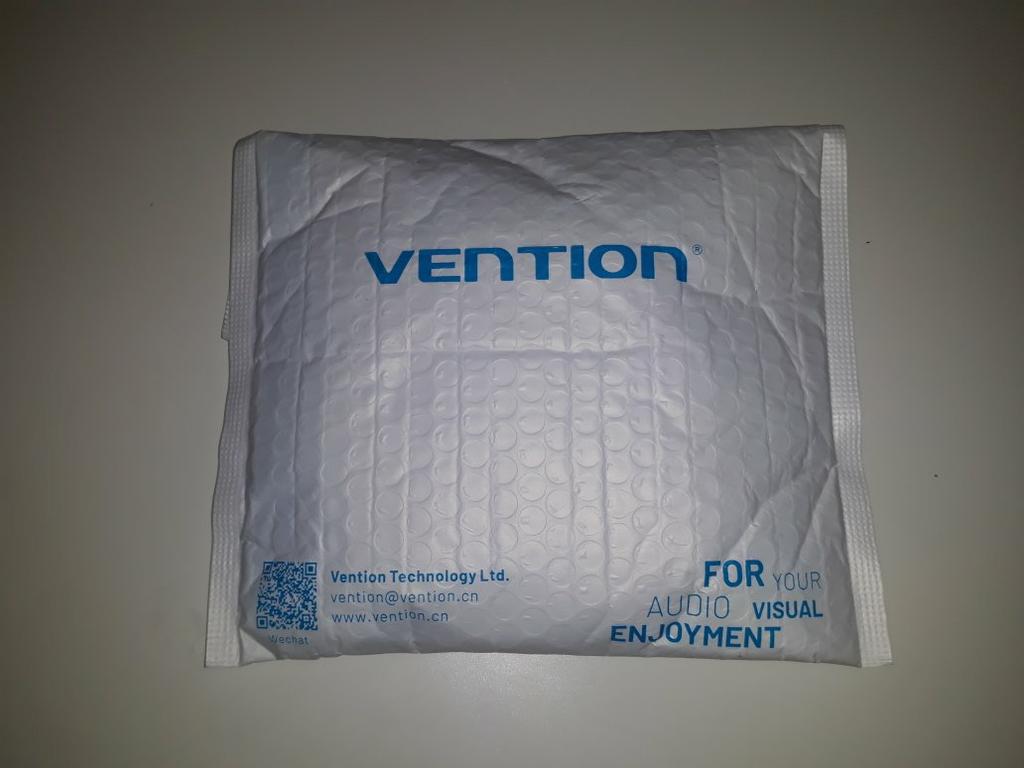 VENTION®
Vention Technology Ltd.
vention@vention.cn
www.vention.cn
Wechat
FOR YOUR
AUDIO VISUAL
ENJOYMENT